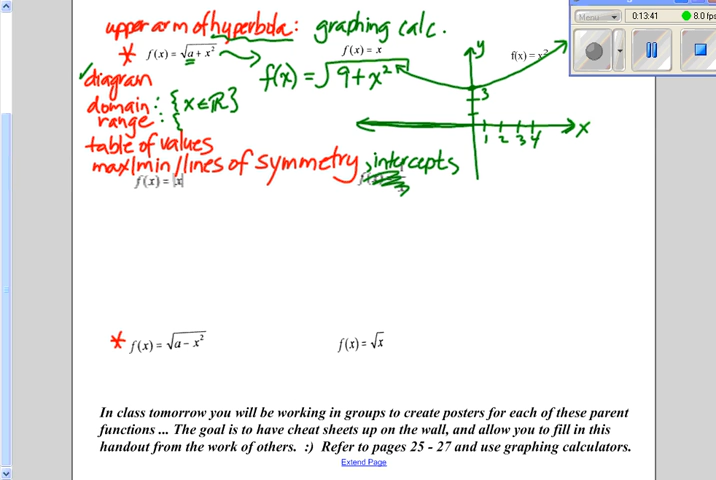 upper arm of hyperbola: graphing calc.
Menu 0:13:41 8.0 fps
* f(x) = √a + x² f(x) = x f(x) = x²
f(x) = √9 + x²
y
✓diagram
domain : {x ∈ ℝ}
3
range : {
1 2 3 4 x
table of values
max/min/lines of symmetry, intercepts
f(x) = |x|
* f(x) = √a − x² f(x) = √x
In class tomorrow you will be working in groups to create posters for each of these parent
functions ... The goal is to have cheat sheets up on the wall, and allow you to fill in this
handout from the work of others. :) Refer to pages 25 - 27 and use graphing calculators.
Extend Page